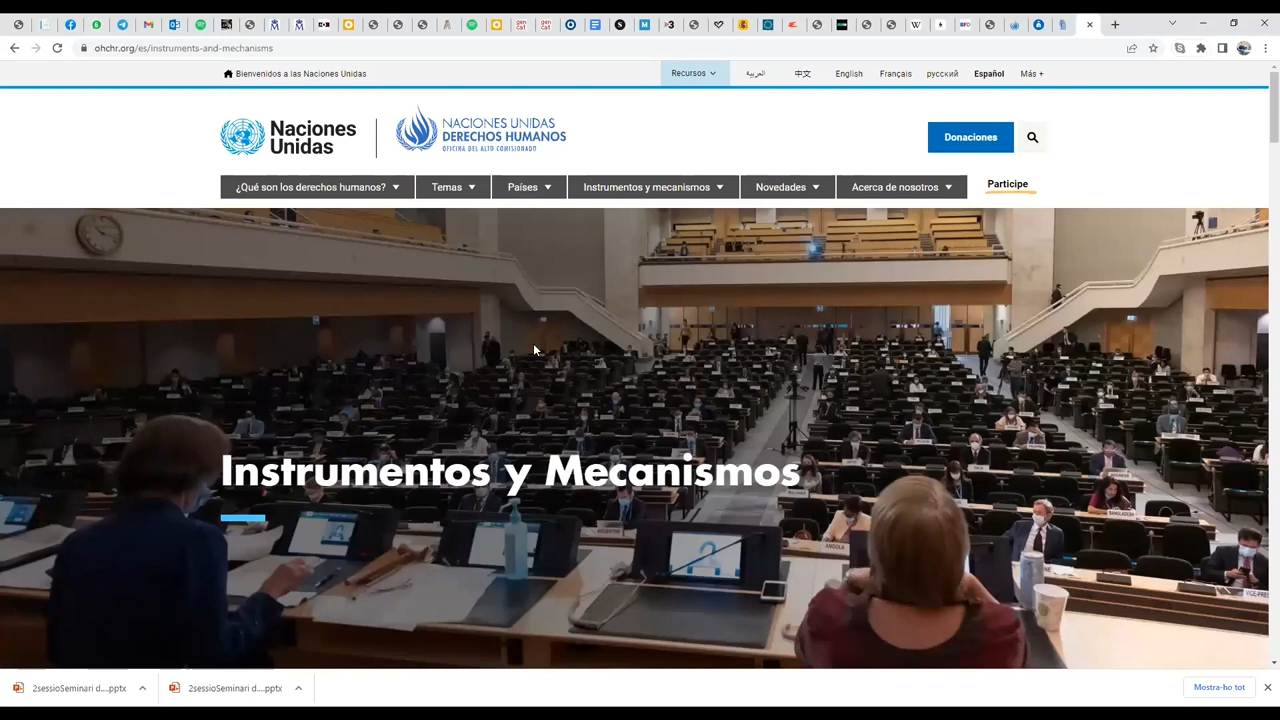 ohchr.org/es/instruments-and-mechanisms
Bienvenidos a las Naciones Unidas
Recursos
العربية
中文
English
Français
русский
Español
Más +
Naciones
Unidas
NACIONES UNIDAS
DERECHOS HUMANOS
OFICINA DEL ALTO COMISIONADO
Donaciones
¿Qué son los derechos humanos?
Temas
Países
Instrumentos y mecanismos
Novedades
Acerca de nosotros
Participe
Instrumentos y Mecanismos
ANGOLA
2sessioSeminari d....pptx
2sessioSeminari d....pptx
Mostra-ho tot